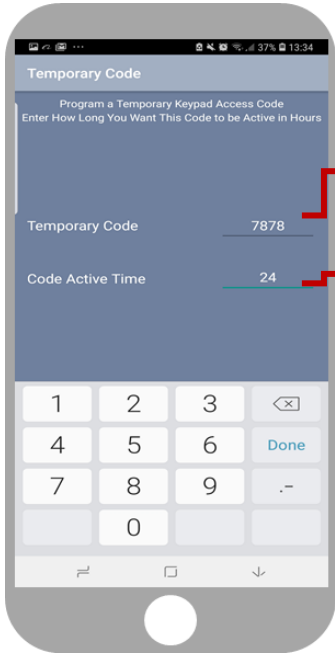 37% 13:34
Temporary Code
Program a Temporary Keypad Access Code
Enter How Long You Want This Code to be Active in Hours
Temporary Code 7878
Code Active Time 24
1 2 3
4 5 6 Done
7 8 9 .-
0